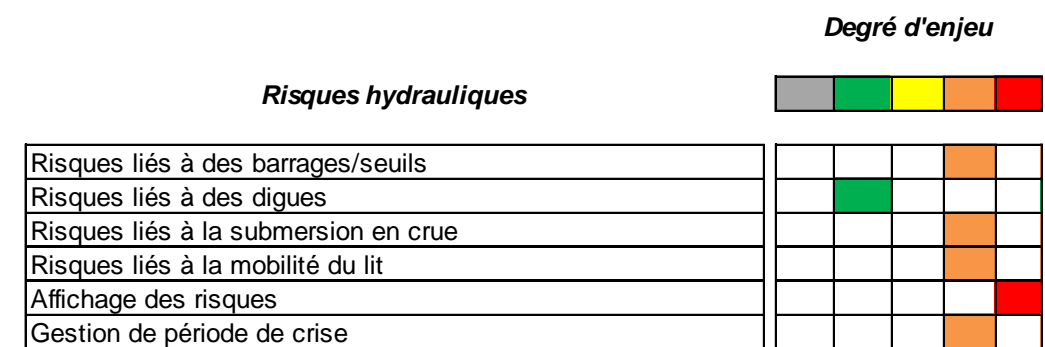 Degré d'enjeu
Risques hydrauliques
Risques liés à des barrages/seuils
Risques liés à des digues
Risques liés à la submersion en crue
Risques liés à la mobilité du lit
Affichage des risques
Gestion de période de crise